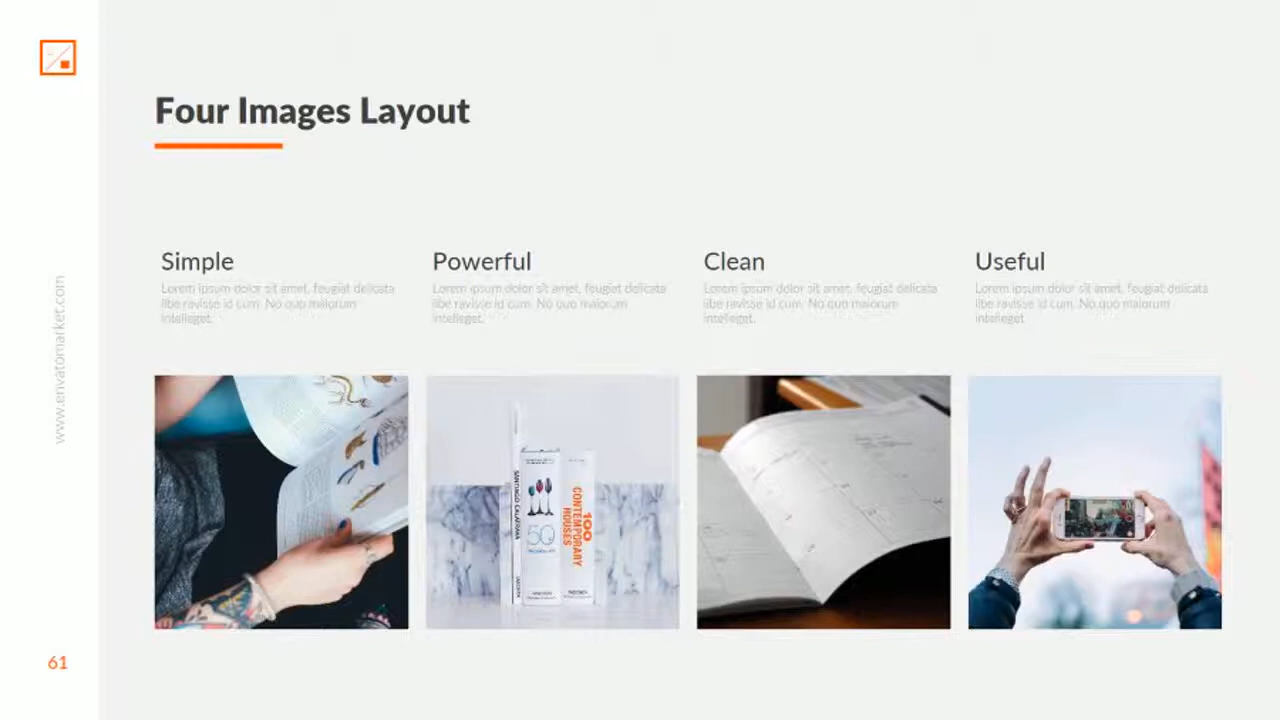 Four Images Layout
Simple
Lorem ipsum dolor sit amet, feugiat delicata
libe ravisse id cum. No quo maiorum
intelleget.
Powerful
Lorem ipsum dolor sit amet, feugiat delicata
libe ravisse id cum. No quo maiorum
intelleget.
Clean
Lorem ipsum dolor sit amet, feugiat delicata
libe ravisse id cum. No quo maiorum
intelleget.
Useful
Lorem ipsum dolor sit amet, feugiat delicata
libe ravisse id cum. No quo maiorum
intelleget.
www.envatomarket.com
SANTIAGO CALATRAVA
TASCHEN
50
TASCHEN
100
CONTEMPORARY
HOUSES
TASCHEN
61